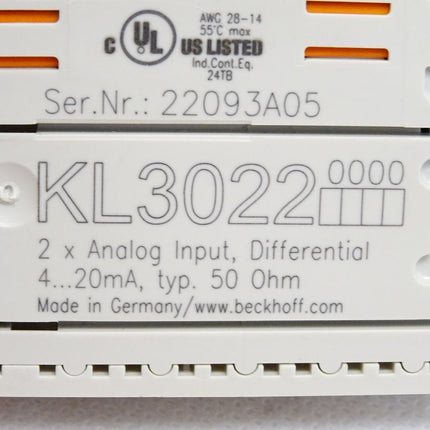 AWG 28-14
55°C max
C UL US LISTED
Ind.Cont.Eq.
24TB
Ser.Nr.: 22093A05
KL3022 0000
2 x Analog Input, Differential
4...20mA, typ. 50 Ohm
Made in Germany/www.beckhoff.com